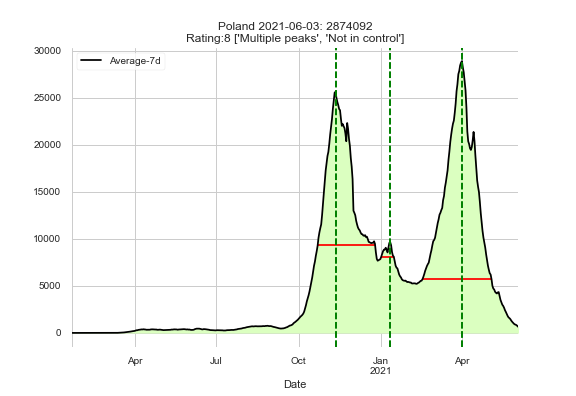 Poland 2021-06-03: 2874092
Rating:8 ['Multiple peaks', 'Not in control']
Average-7d
30000
25000
20000
15000
10000
5000
0
Apr Jul Oct Jan Apr
2021
Date